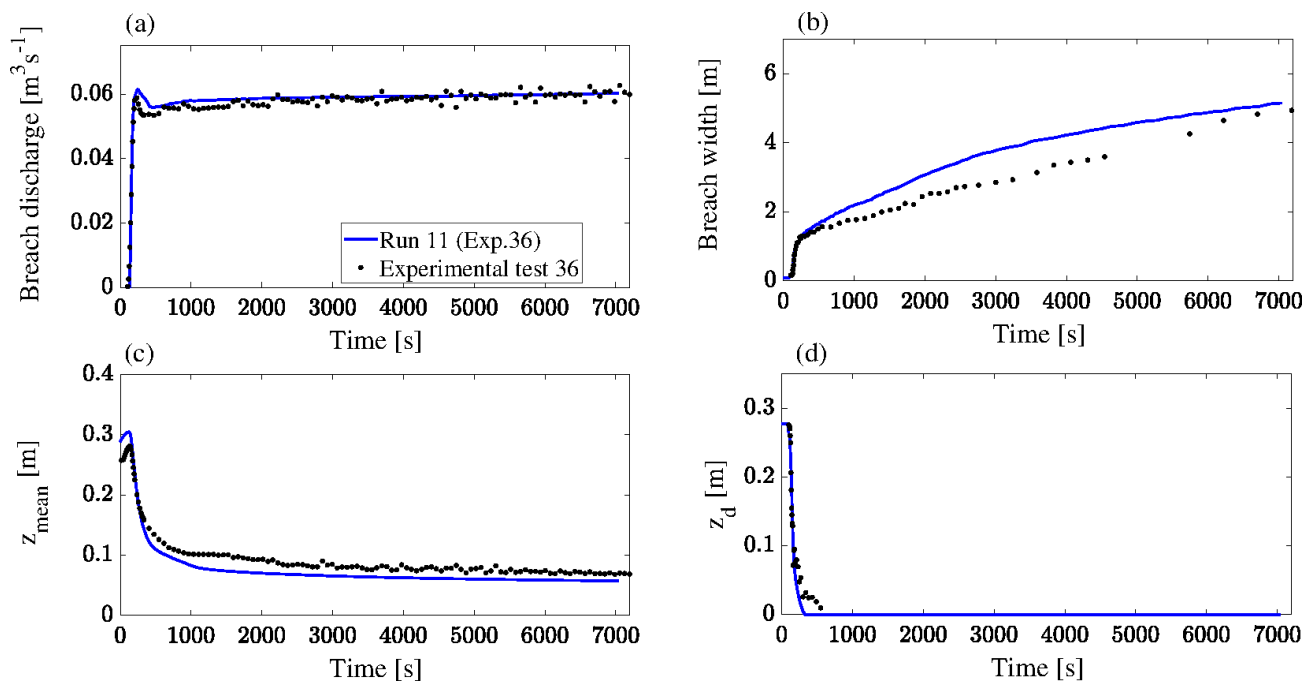 (a)
Breach discharge [m³s⁻¹]
0.06
0.04
0.02
0
Run 11 (Exp.36)
Experimental test 36
0 1000 2000 3000 4000 5000 6000 7000
Time [s]
(b)
Breach width [m]
6
4
2
0
0 1000 2000 3000 4000 5000 6000 7000
Time [s]
(c)
z_mean [m]
0.4
0.3
0.2
0.1
0
0 1000 2000 3000 4000 5000 6000 7000
Time [s]
(d)
z_d [m]
0.3
0.2
0.1
0
0 1000 2000 3000 4000 5000 6000 7000
Time [s]